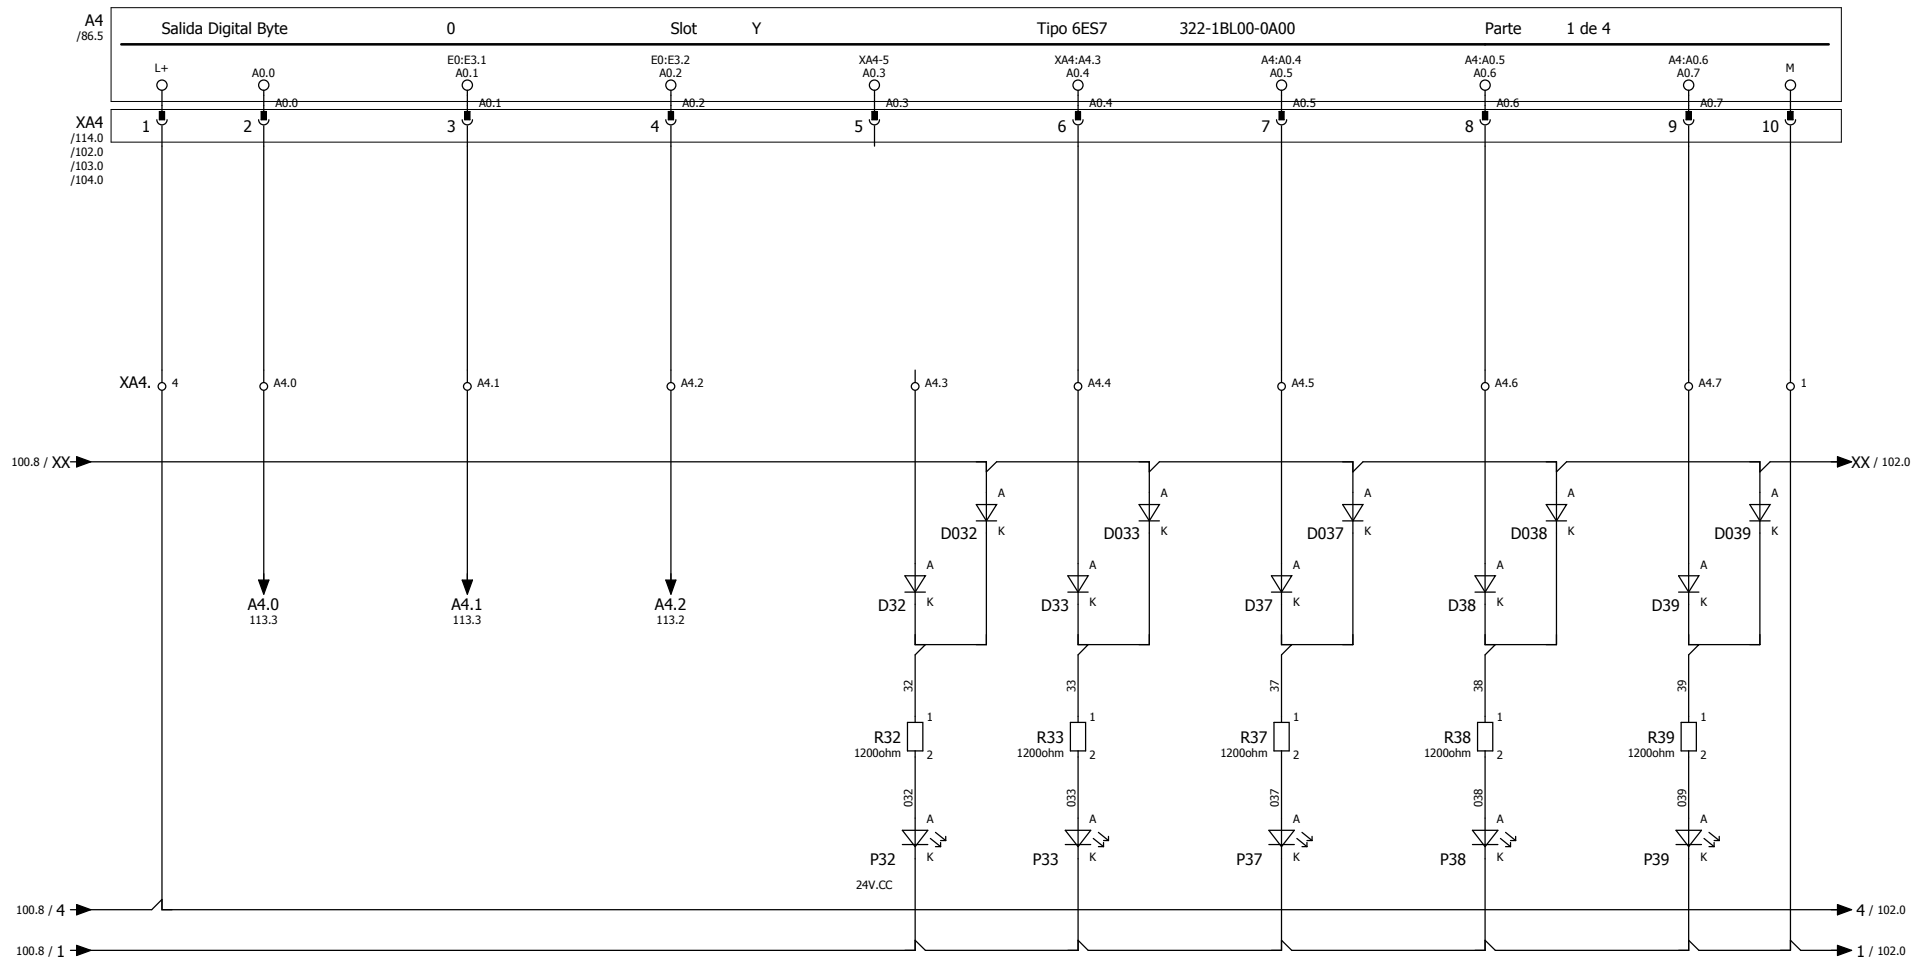 A4
/86.5
Salida Digital Byte 0 Slot Y Tipo 6ES7 322-1BL00-0A00 Parte 1 de 4
E0:E3.1 E0:E3.2 XA4-5 XA4:A4.3 A4:A0.4 A4:A0.5 A4:A0.6
L+ A0.0 A0.1 A0.2 A0.3 A0.4 A0.5 A0.6 A0.7 M
A0.0 A0.1 A0.2 A0.3 A0.4 A0.5 A0.6 A0.7
XA4 1 2 3 4 5 6 7 8 9 10
/114.0
/102.0
/103.0
/104.0
XA4. 4 A4.0 A4.1 A4.2 A4.3 A4.4 A4.5 A4.6 A4.7 1
100.8 / XX XX / 102.0
A A A A A
D032 K D033 K D037 K D038 K D039 K
A A A A A
A4.0 A4.1 A4.2 D32 K D33 K D37 K D38 K D39 K
113.3 113.3 113.2
32 33 37 38 39
1 1 1 1 1
R32 R33 R37 R38 R39
1200ohm 2 1200ohm 2 1200ohm 2 1200ohm 2 1200ohm 2
032 033 037 038 039
A A A A A
P32 K P33 K P37 K P38 K P39 K
24V.CC
100.8 / 4 4 / 102.0
100.8 / 1 1 / 102.0